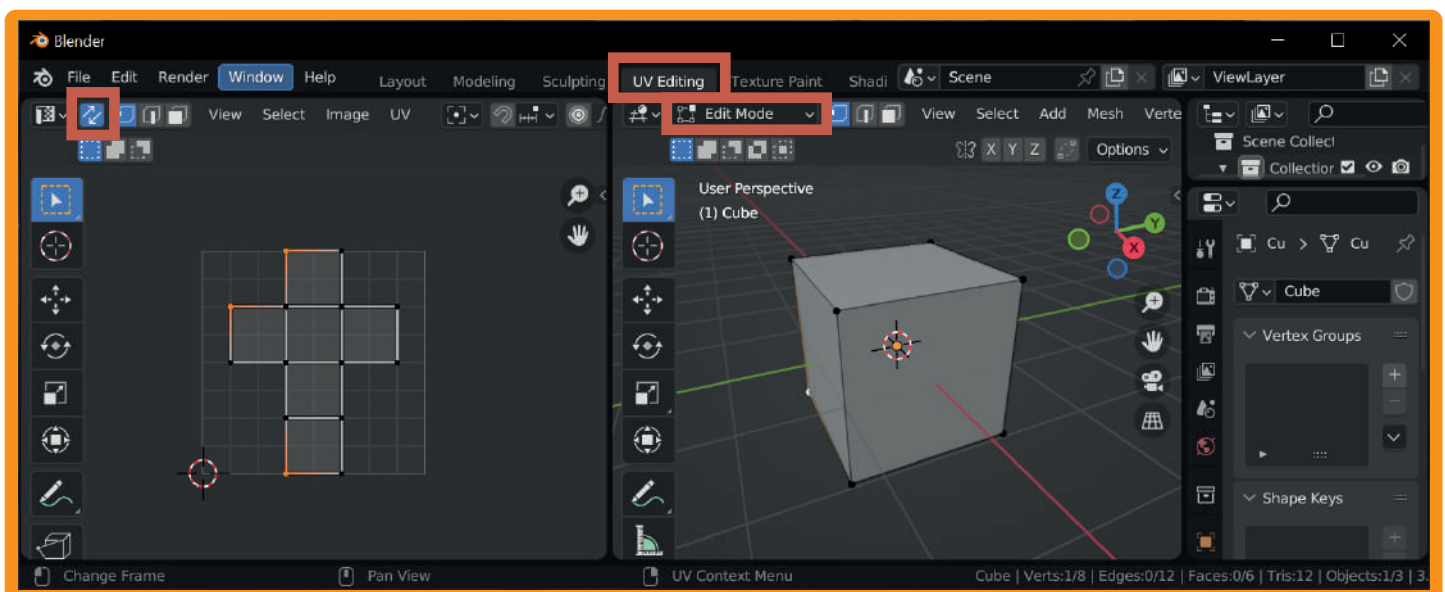 Blender
File Edit Render Window Help Layout Modeling Sculpting UV Editing Texture Paint Shadi Scene ViewLayer
View Select Image UV Edit Mode View Select Add Mesh Verte
X Y Z Options Scene Collect
Collection
User Perspective
(1) Cube
Z
Y
X
Cu > Cu
Cube
Vertex Groups
Shape Keys
Change Frame Pan View UV Context Menu Cube | Verts:1/8 | Edges:0/12 | Faces:0/6 | Tris:12 | Objects:1/3 | 3.